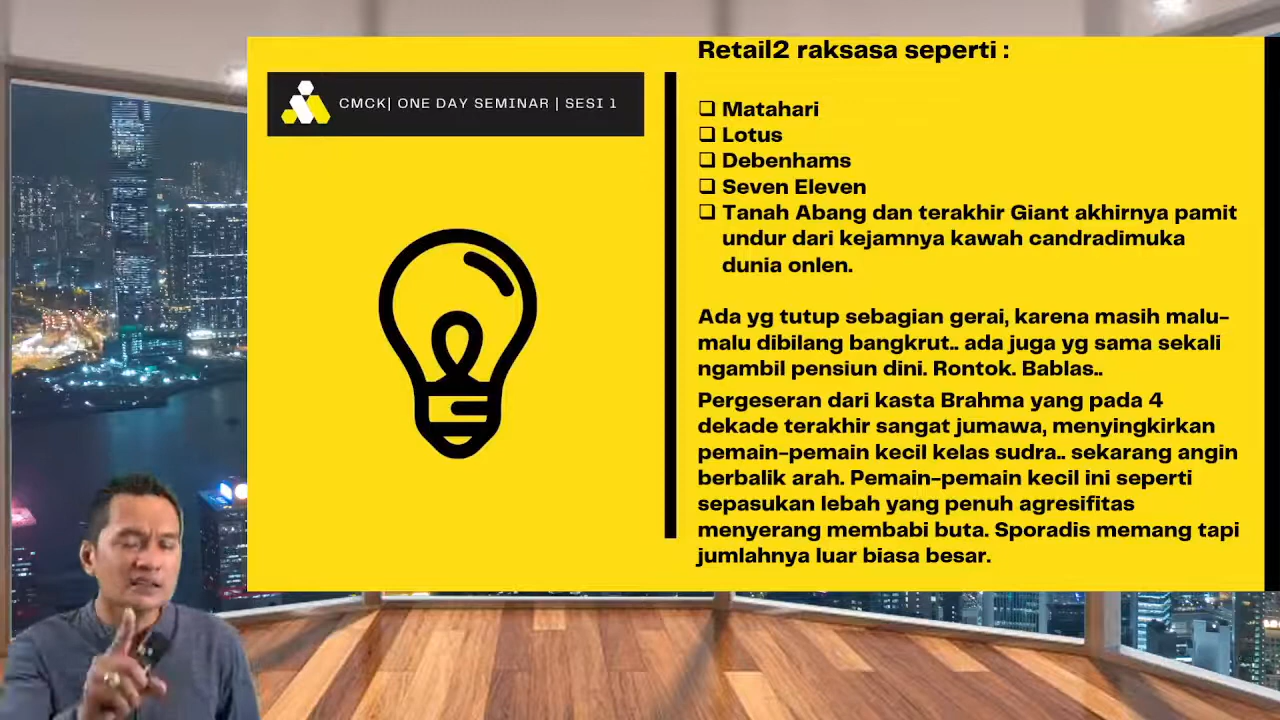 CMCK| ONE DAY SEMINAR | SESI 1
Retail2 raksasa seperti :
❑ Matahari
❑ Lotus
❑ Debenhams
❑ Seven Eleven
❑ Tanah Abang dan terakhir Giant akhirnya pamit
undur dari kejamnya kawah candradimuka
dunia onlen.
Ada yg tutup sebagian gerai, karena masih malu-
malu dibilang bangkrut.. ada juga yg sama sekali
ngambil pensiun dini. Rontok. Bablas..
Pergeseran dari kasta Brahma yang pada 4
dekade terakhir sangat jumawa, menyingkirkan
pemain-pemain kecil kelas sudra.. sekarang angin
berbalik arah. Pemain-pemain kecil ini seperti
sepasukan lebah yang penuh agresifitas
menyerang membabi buta. Sporadis memang tapi
jumlahnya luar biasa besar.